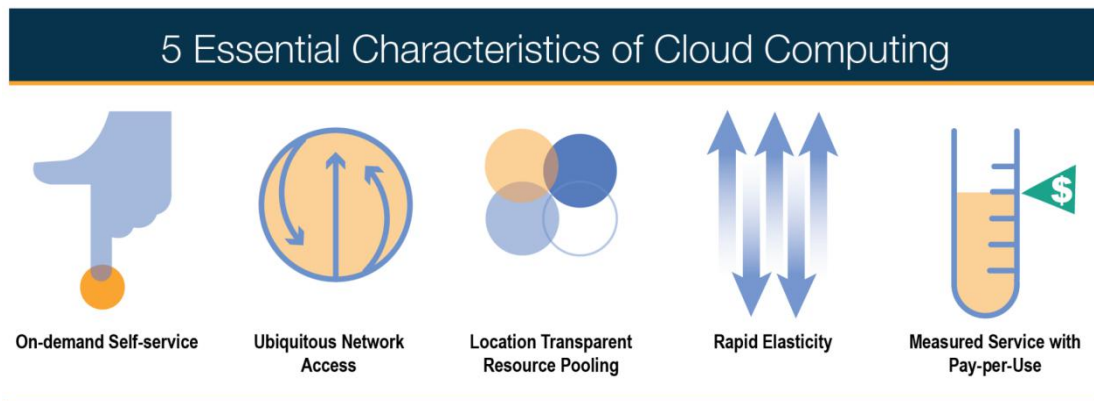 5 Essential Characteristics of Cloud Computing
$
On-demand Self-service
Ubiquitous Network
Access
Location Transparent
Resource Pooling
Rapid Elasticity
Measured Service with
Pay-per-Use